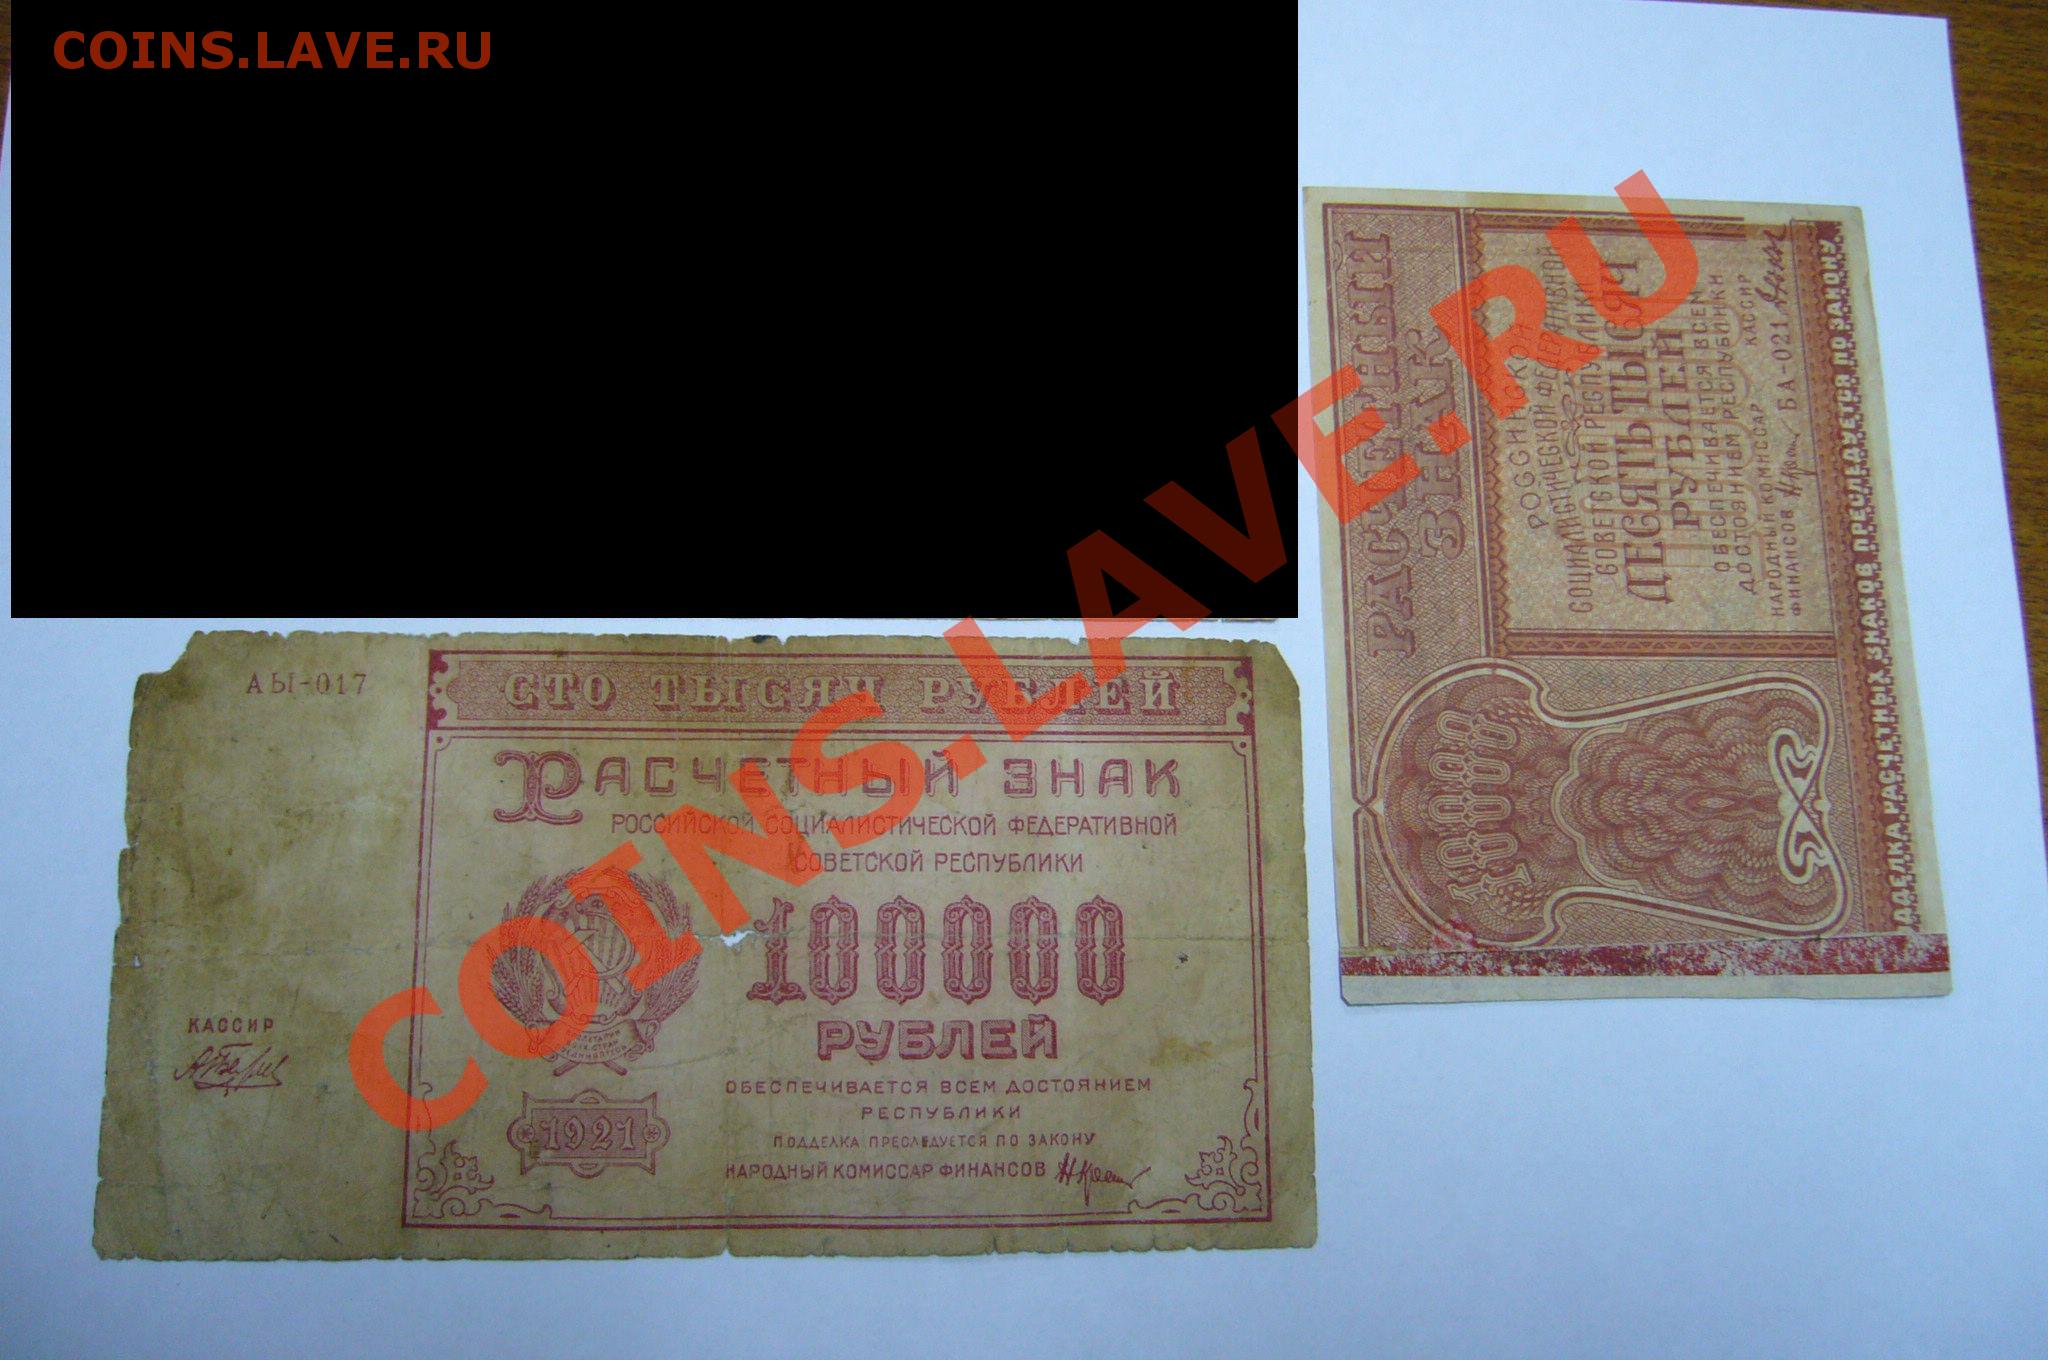 COINS.LAVE.RU
COINS.LAVE.RU
АЫ-017
СТО ТЫСЯЧ РУБЛЕЙ
РАСЧЕТНЫЙ ЗНАК
РОССИЙСКОЙ СОЦИАЛИСТИЧЕСКОЙ ФЕДЕРАТИВНОЙ
СОВЕТСКОЙ РЕСПУБЛИКИ
100000
РУБЛЕЙ
КАССИР
1921
ОБЕСПЕЧИВАЕТСЯ ВСЕМ ДОСТОЯНИЕМ
РЕСПУБЛИКИ
ПОДДЕЛКА ПРЕСЛЕДУЕТСЯ ПО ЗАКОНУ
НАРОДНЫЙ КОМИССАР ФИНАНСОВ
РАСЧЕТНЫЙ
ЗНАК
РОССИЙСКОЙ
СОЦИАЛИСТИЧЕСКОЙ ФЕДЕРАТИВНОЙ
СОВЕТСКОЙ РЕСПУБЛИКИ
ДЕСЯТЬ ТЫСЯЧ
РУБЛЕЙ
ОБЕСПЕЧИВАЕТСЯ ВСЕМ
ДОСТОЯНИЕМ РЕСПУБЛИКИ
НАРОДНЫЙ КОМИССАР
ФИНАНСОВ
КАССИР
БА-021
10000
10000
ДДЕЛКА РАСЧЕТНЫХ ЗНАКОВ ПРЕСЛЕДУЕТСЯ ПО ЗАКОНУ